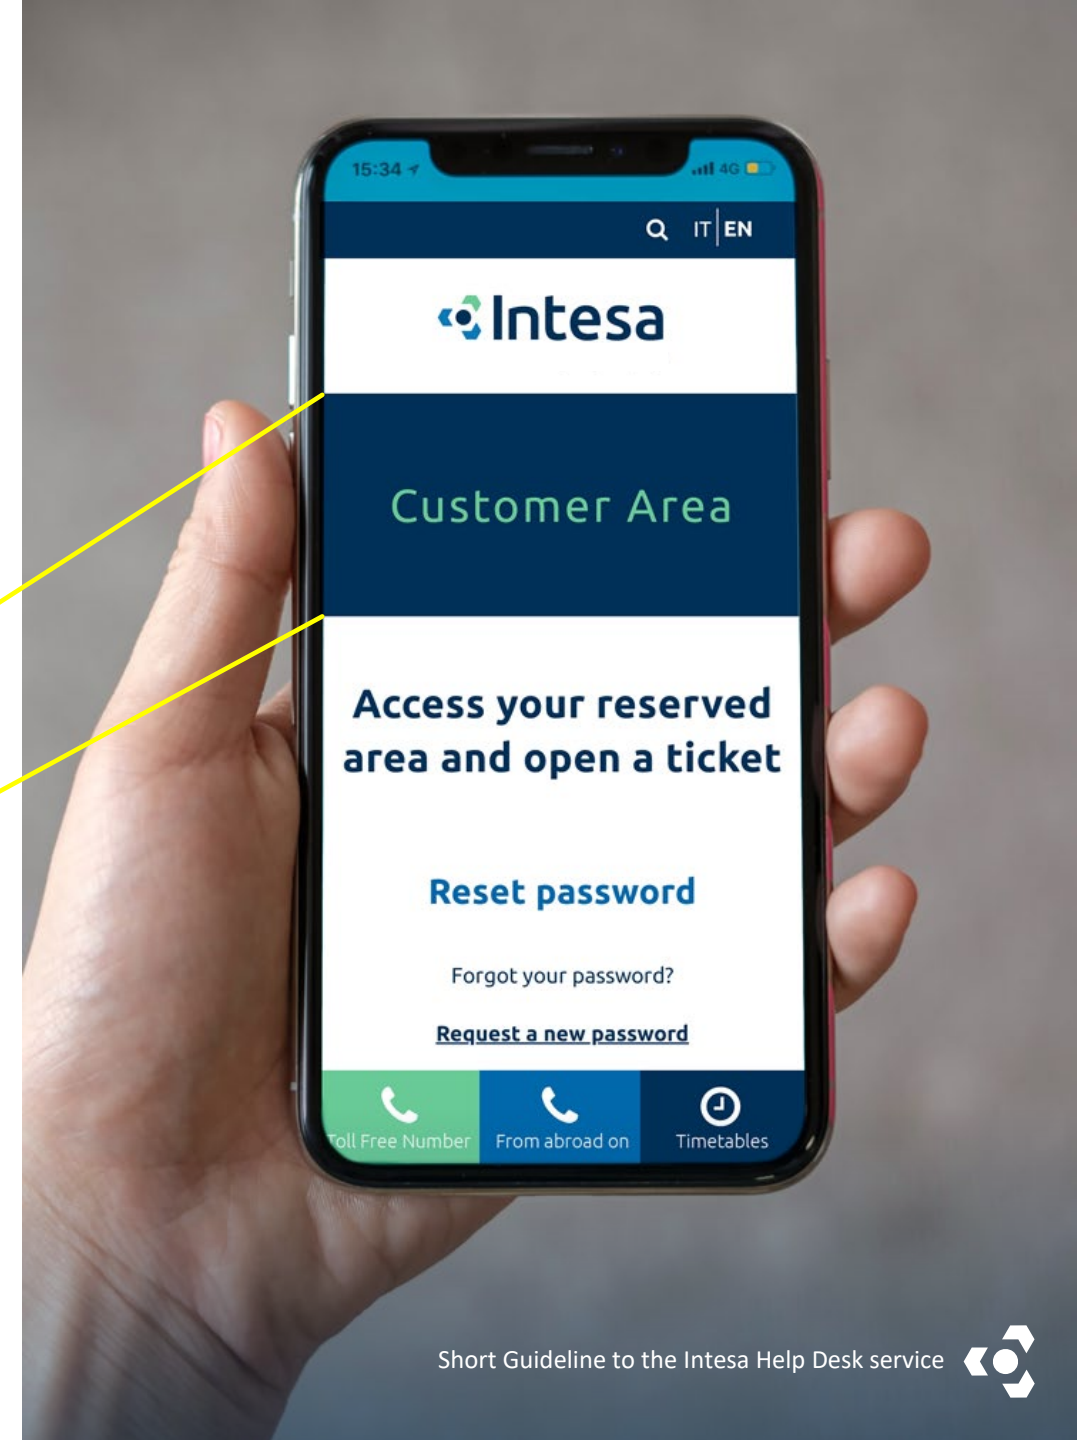 15:34
4G
IT|EN
Intesa
Customer Area
Access your reserved
area and open a ticket
Reset password
Forgot your password?
Request a new password
Toll Free Number
From abroad on
Timetables
Short Guideline to the Intesa Help Desk service